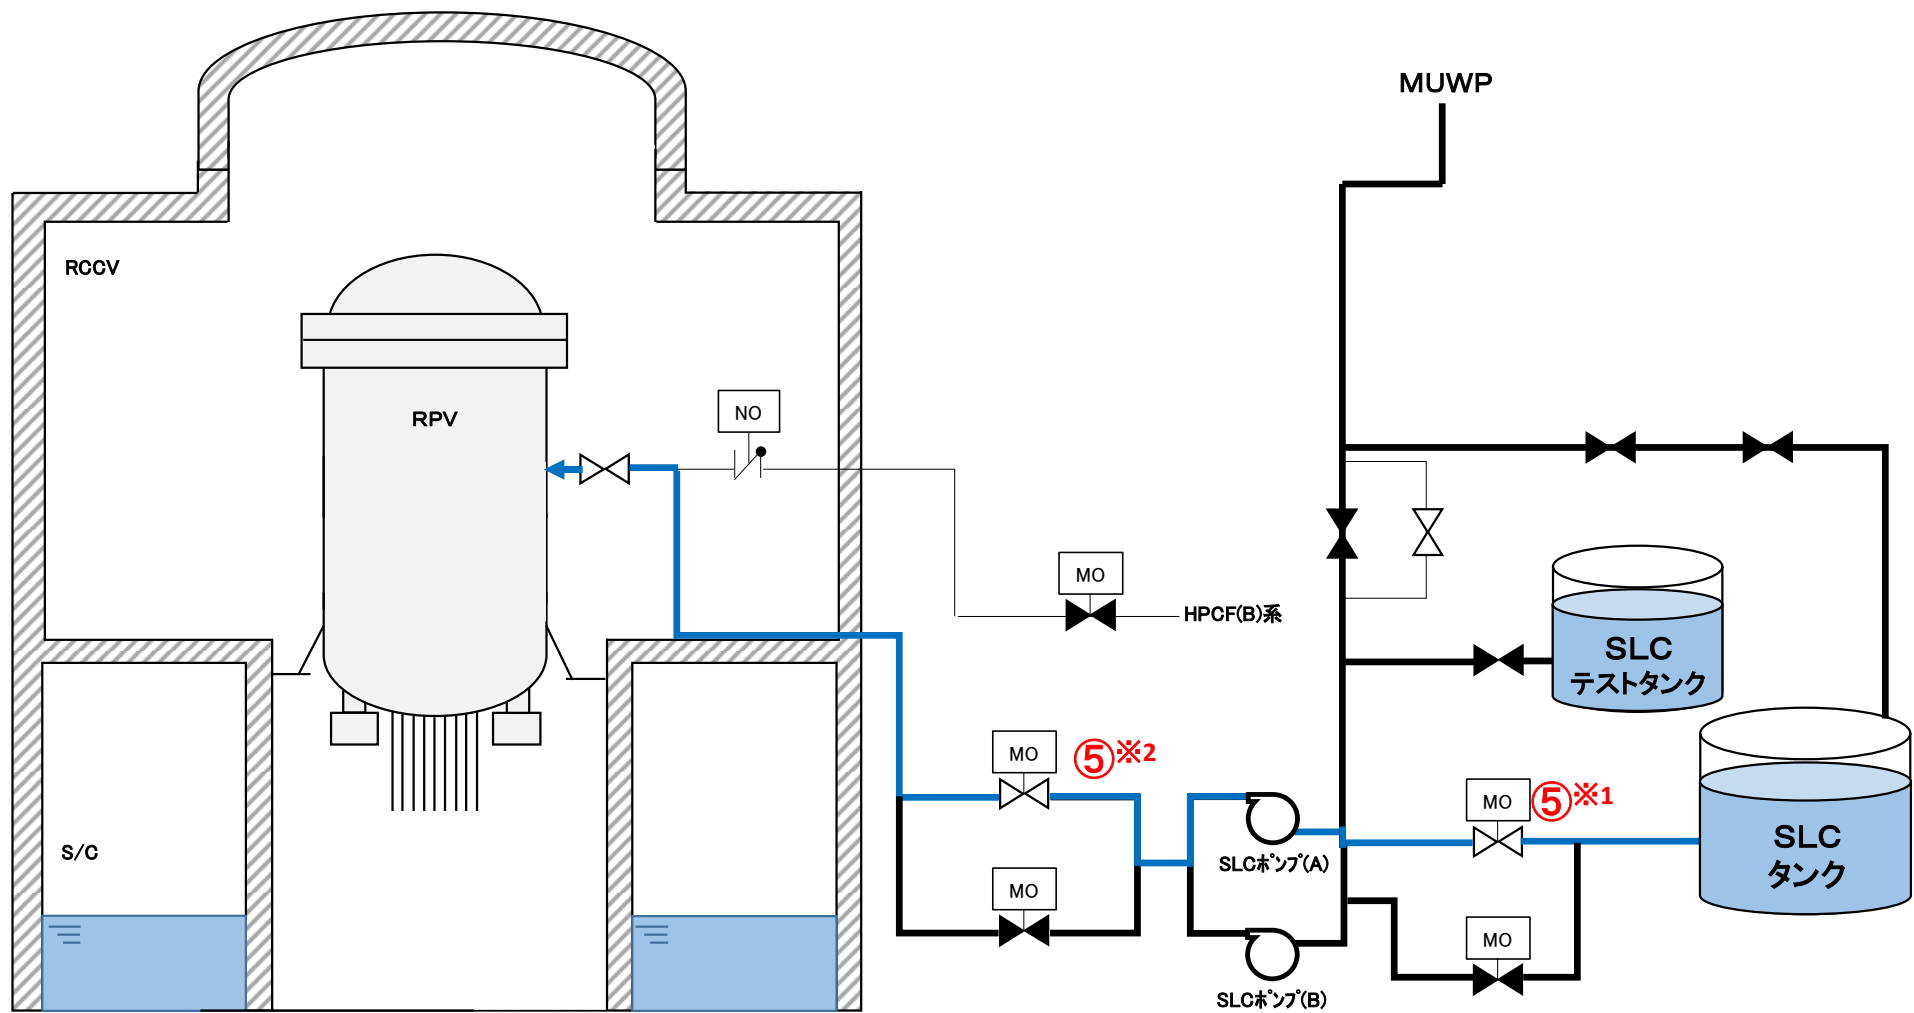 MUWP
RCCV
NO
RPV
MO
HPCF(B)系
SLC
テストタンク
MO
⑤※2
MO
⑤※1
SLCﾎﾟﾝﾌﾟ(A)
SLC
タンク
S/C
MO
MO
SLCﾎﾟﾝﾌﾟ(B)